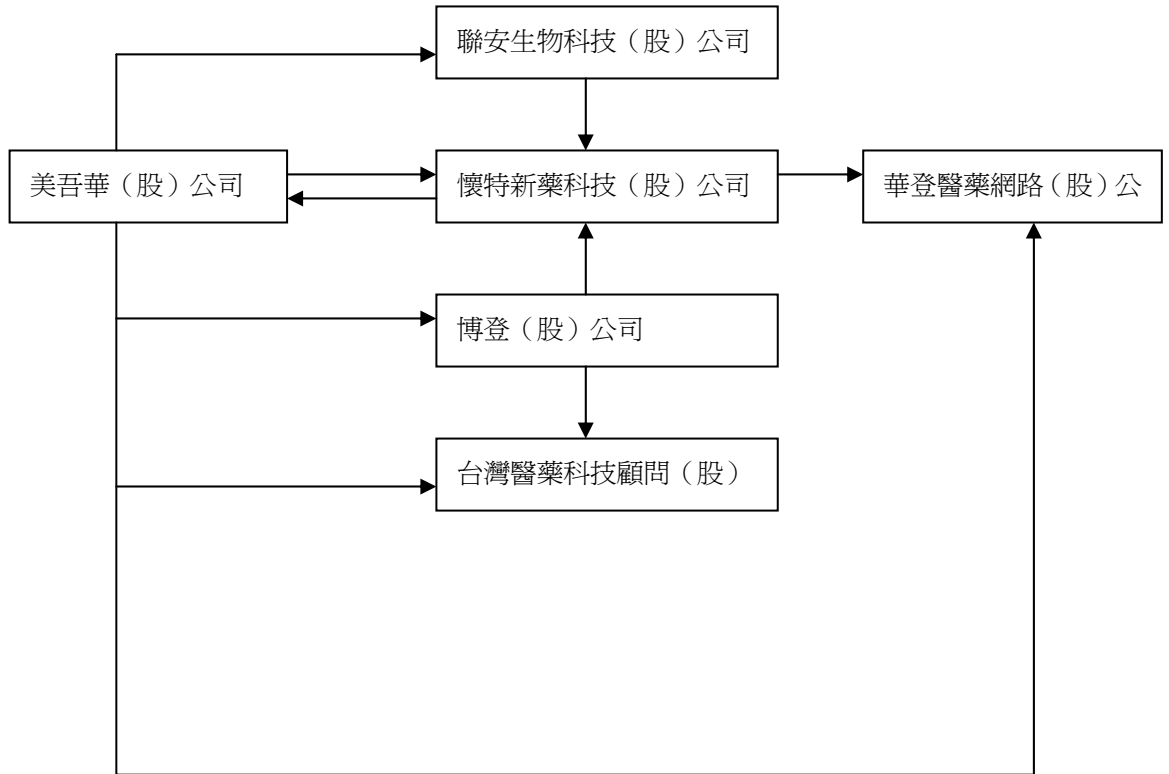 聯安生物科技（股）公司
美吾華（股）公司
懷特新藥科技（股）公司
華登醫藥網路（股）公
博登（股）公司
台灣醫藥科技顧問（股）